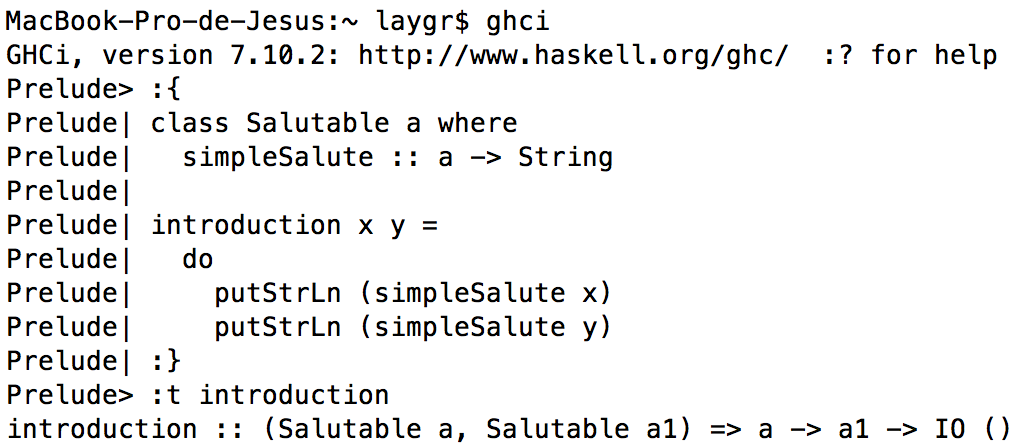 MacBook-Pro-de-Jesus:~ laygr$ ghci
GHCi, version 7.10.2: http://www.haskell.org/ghc/  :? for help
Prelude> :{
Prelude| class Salutable a where
Prelude|   simpleSalute :: a -> String
Prelude|
Prelude| introduction x y =
Prelude|   do
Prelude|     putStrLn (simpleSalute x)
Prelude|     putStrLn (simpleSalute y)
Prelude| :}
Prelude> :t introduction
introduction :: (Salutable a, Salutable a1) => a -> a1 -> IO ()